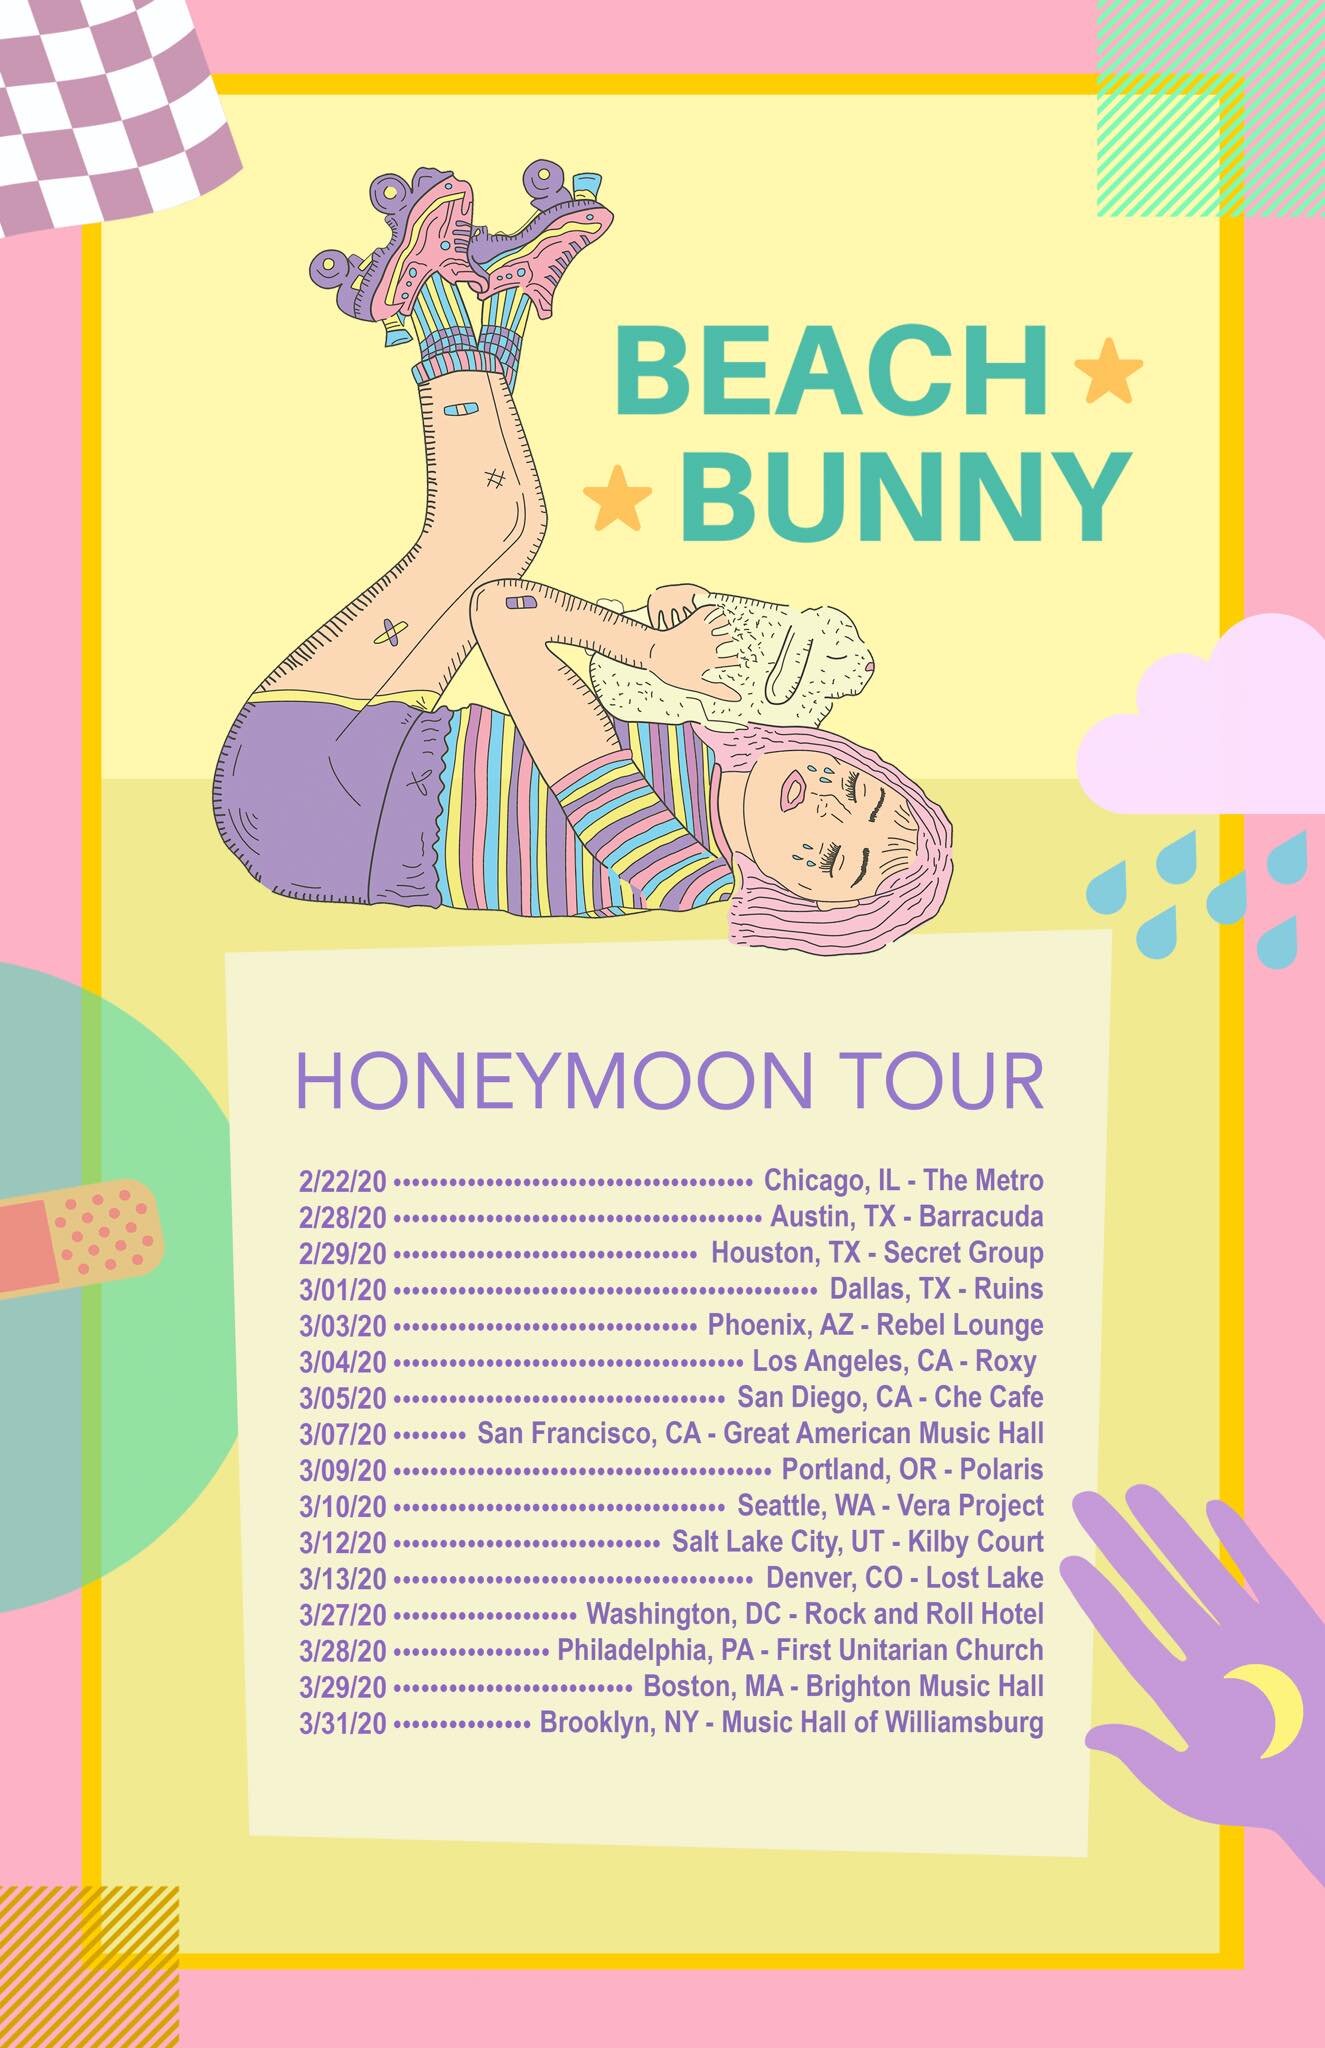 BEACH
BUNNY
HONEYMOON TOUR
2/22/20 ••••••••••••••••••••••••••••••••••••••• Chicago, IL - The Metro
2/28/20 •••••••••••••••••••••••••••••••••••••••• Austin, TX - Barracuda
2/29/20 ••••••••••••••••••••••••••••••••• Houston, TX - Secret Group
3/01/20 •••••••••••••••••••••••••••••••••••••••••••••• Dallas, TX - Ruins
3/03/20 ••••••••••••••••••••••••••••••••• Phoenix, AZ - Rebel Lounge
3/04/20 •••••••••••••••••••••••••••••••••••••• Los Angeles, CA - Roxy
3/05/20 •••••••••••••••••••••••••••••••••••• San Diego, CA - Che Cafe
3/07/20 •••••••• San Francisco, CA - Great American Music Hall
3/09/20 ••••••••••••••••••••••••••••••••••••••••• Portland, OR - Polaris
3/10/20 •••••••••••••••••••••••••••••••••••• Seattle, WA - Vera Project
3/12/20 ••••••••••••••••••••••••••••• Salt Lake City, UT - Kilby Court
3/13/20 ••••••••••••••••••••••••••••••••••••••• Denver, CO - Lost Lake
3/27/20 •••••••••••••••••••• Washington, DC - Rock and Roll Hotel
3/28/20 ••••••••••••••••• Philadelphia, PA - First Unitarian Church
3/29/20 •••••••••••••••••••••••••• Boston, MA - Brighton Music Hall
3/31/20 ••••••••••••••• Brooklyn, NY - Music Hall of Williamsburg